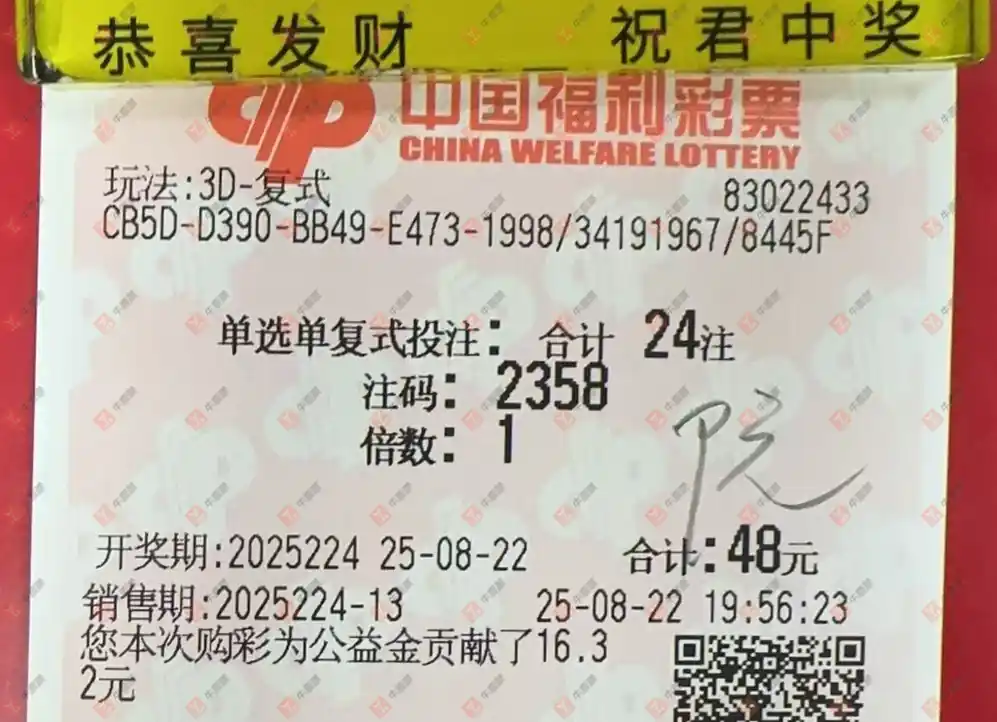 恭喜发财 祝君中奖
中国福利彩票
CHINA WELFARE LOTTERY
玩法:3D-复式 83022433
CB5D-D390-BB49-E473-1998/34191967/8445F
单选单复式投注: 合计 24注
注码: 2358
倍数: 1
开奖期:2025224 25-08-22 合计:48元
销售期:2025224-13 25-08-22 19:56:23
您本次购彩为公益金贡献了16.3
2元